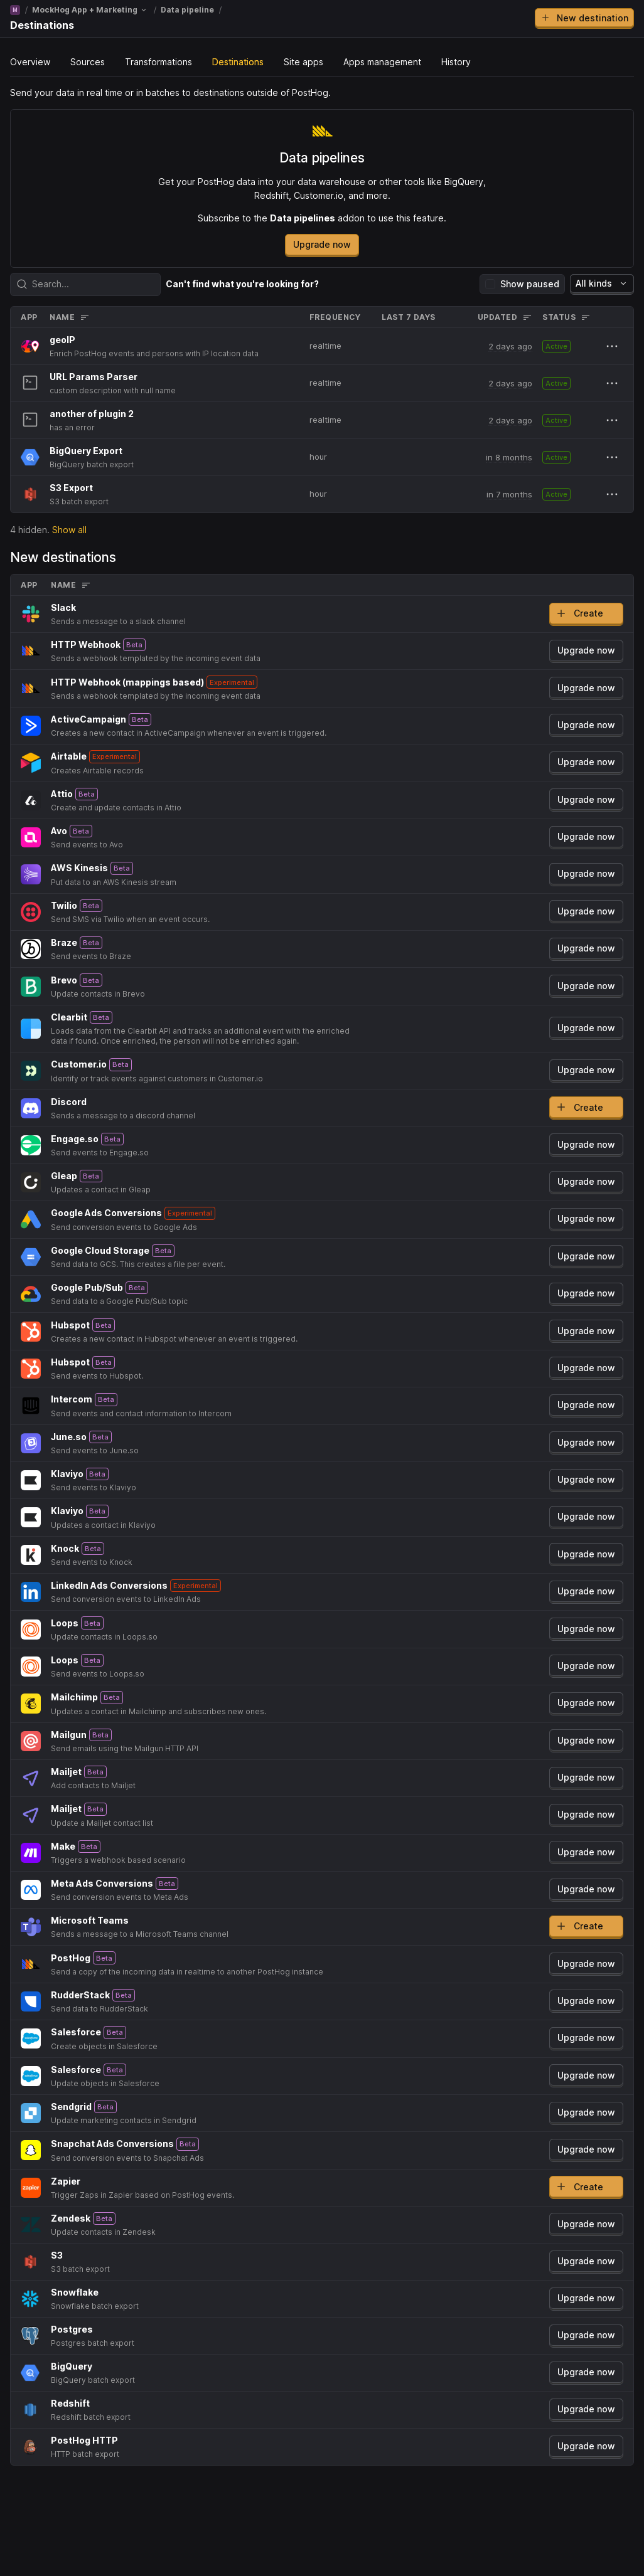 M / MockHog App + Marketing / Data pipeline /
Destinations
New destination
Overview Sources Transformations Destinations Site apps Apps management History
Send your data in real time or in batches to destinations outside of PostHog.
Data pipelines
Get your PostHog data into your data warehouse or other tools like BigQuery,
Redshift, Customer.io, and more.
Subscribe to the Data pipelines addon to use this feature.
Upgrade now
Search...
Can't find what you're looking for?
Show paused
All kinds
APP NAME FREQUENCY LAST 7 DAYS UPDATED STATUS
geoIP
Enrich PostHog events and persons with IP location data
realtime 2 days ago Active
URL Params Parser
custom description with null name
realtime 2 days ago Active
another of plugin 2
has an error
realtime 2 days ago Active
BigQuery Export
BigQuery batch export
hour in 8 months Active
S3 Export
S3 batch export
hour in 7 months Active
4 hidden. Show all
New destinations
APP NAME
Slack
Sends a message to a slack channel
Create
HTTP Webhook Beta
Sends a webhook templated by the incoming event data
Upgrade now
HTTP Webhook (mappings based) Experimental
Sends a webhook templated by the incoming event data
Upgrade now
ActiveCampaign Beta
Creates a new contact in ActiveCampaign whenever an event is triggered.
Upgrade now
Airtable Experimental
Creates Airtable records
Upgrade now
Attio Beta
Create and update contacts in Attio
Upgrade now
Avo Beta
Send events to Avo
Upgrade now
AWS Kinesis Beta
Put data to an AWS Kinesis stream
Upgrade now
Twilio Beta
Send SMS via Twilio when an event occurs.
Upgrade now
Braze Beta
Send events to Braze
Upgrade now
Brevo Beta
Update contacts in Brevo
Upgrade now
Clearbit Beta
Loads data from the Clearbit API and tracks an additional event with the enriched
data if found. Once enriched, the person will not be enriched again.
Upgrade now
Customer.io Beta
Identify or track events against customers in Customer.io
Upgrade now
Discord
Sends a message to a discord channel
Create
Engage.so Beta
Send events to Engage.so
Upgrade now
Gleap Beta
Updates a contact in Gleap
Upgrade now
Google Ads Conversions Experimental
Send conversion events to Google Ads
Upgrade now
Google Cloud Storage Beta
Send data to GCS. This creates a file per event.
Upgrade now
Google Pub/Sub Beta
Send data to a Google Pub/Sub topic
Upgrade now
Hubspot Beta
Creates a new contact in Hubspot whenever an event is triggered.
Upgrade now
Hubspot Beta
Send events to Hubspot.
Upgrade now
Intercom Beta
Send events and contact information to Intercom
Upgrade now
June.so Beta
Send events to June.so
Upgrade now
Klaviyo Beta
Send events to Klaviyo
Upgrade now
Klaviyo Beta
Updates a contact in Klaviyo
Upgrade now
Knock Beta
Send events to Knock
Upgrade now
LinkedIn Ads Conversions Experimental
Send conversion events to LinkedIn Ads
Upgrade now
Loops Beta
Update contacts in Loops.so
Upgrade now
Loops Beta
Send events to Loops.so
Upgrade now
Mailchimp Beta
Updates a contact in Mailchimp and subscribes new ones.
Upgrade now
Mailgun Beta
Send emails using the Mailgun HTTP API
Upgrade now
Mailjet Beta
Add contacts to Mailjet
Upgrade now
Mailjet Beta
Update a Mailjet contact list
Upgrade now
Make Beta
Triggers a webhook based scenario
Upgrade now
Meta Ads Conversions Beta
Send conversion events to Meta Ads
Upgrade now
Microsoft Teams
Sends a message to a Microsoft Teams channel
Create
PostHog Beta
Send a copy of the incoming data in realtime to another PostHog instance
Upgrade now
RudderStack Beta
Send data to RudderStack
Upgrade now
Salesforce Beta
Create objects in Salesforce
Upgrade now
Salesforce Beta
Update objects in Salesforce
Upgrade now
Sendgrid Beta
Update marketing contacts in Sendgrid
Upgrade now
Snapchat Ads Conversions Beta
Send conversion events to Snapchat Ads
Upgrade now
Zapier
Trigger Zaps in Zapier based on PostHog events.
Create
Zendesk Beta
Update contacts in Zendesk
Upgrade now
S3
S3 batch export
Upgrade now
Snowflake
Snowflake batch export
Upgrade now
Postgres
Postgres batch export
Upgrade now
BigQuery
BigQuery batch export
Upgrade now
Redshift
Redshift batch export
Upgrade now
PostHog HTTP
HTTP batch export
Upgrade now